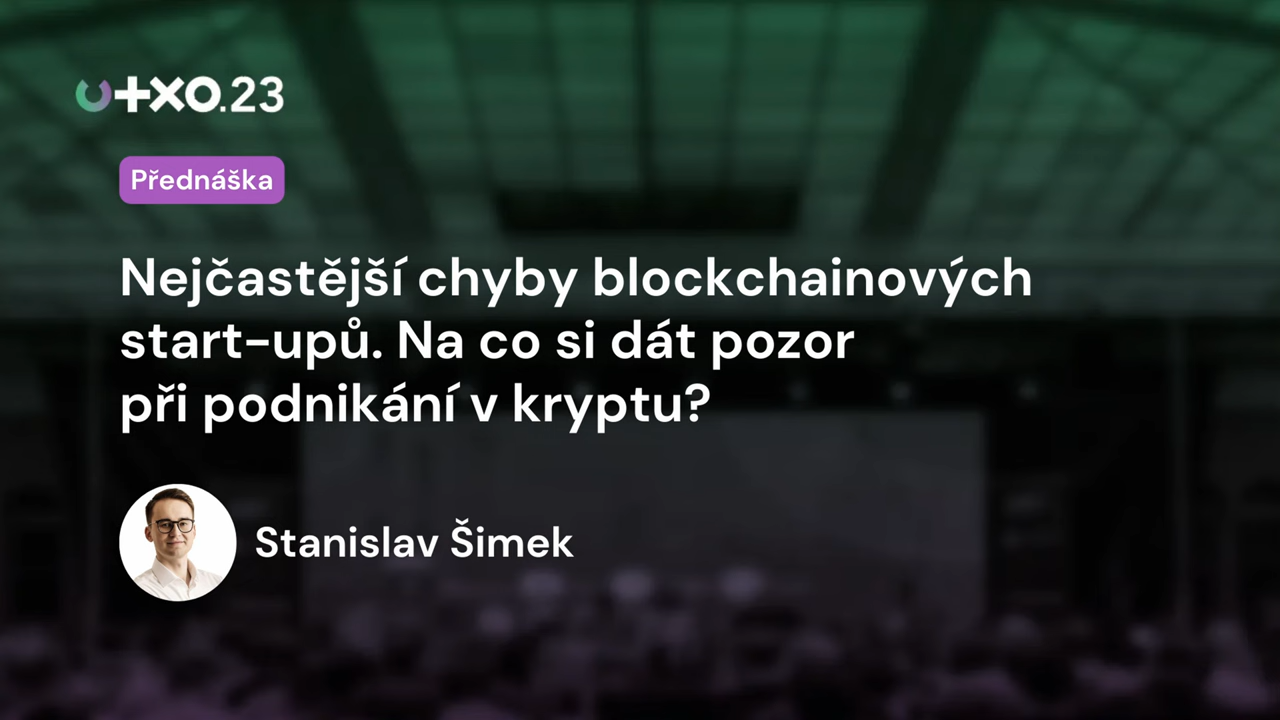 utxo.23
Přednáška
Nejčastější chyby blockchainových
start-upů. Na co si dát pozor
při podnikání v kryptu?
Stanislav Šimek